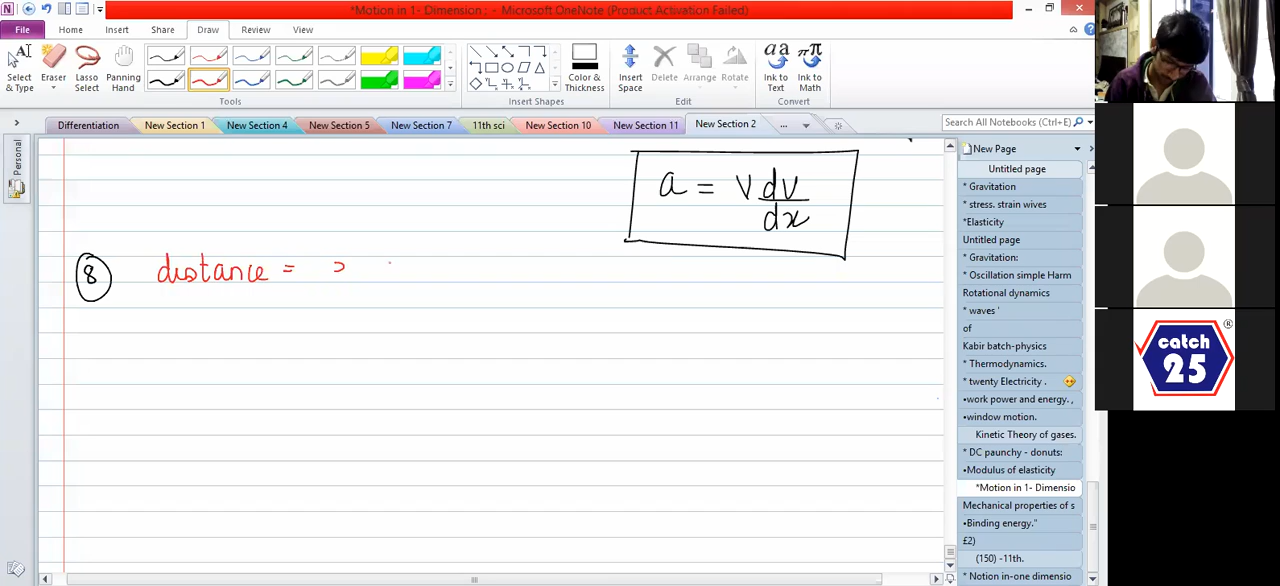 *Motion in 1- Dimension : - Microsoft OneNote (Product Activation Failed)
File Home Insert Share Draw Review View
Select & Type
Eraser
Lasso Select
Panning Hand
Color & Thickness
Insert Space
Delete
Arrange
Rotate
Ink to Text
Ink to Math
Tools Insert Shapes Edit Convert
Differentiation New Section 1 New Section 4 New Section 5 New Section 7 11th sci New Section 10 New Section 11 New Section 2 ... Search All Notebooks (Ctrl+E)
Personal
a = v dv/dx
8 distance =
New Page
Untitled page
* Gravitation
* stress. strain wives
*Elasticity
Untitled page
* Gravitation:
* Oscillation simple Harm
Rotational dynamics
* waves '
of
Kabir batch-physics
* Thermodynamics.
* twenty Electricity .
•work power and energy. ,
•window motion.
Kinetic Theory of gases.
* DC paunchy - donuts:
•Modulus of elasticity
*Motion in 1- Dimensio
Mechanical properties of s
•Binding energy."
£2)
(150) -11th.
* Notion in-one dimensio
catch
25
®